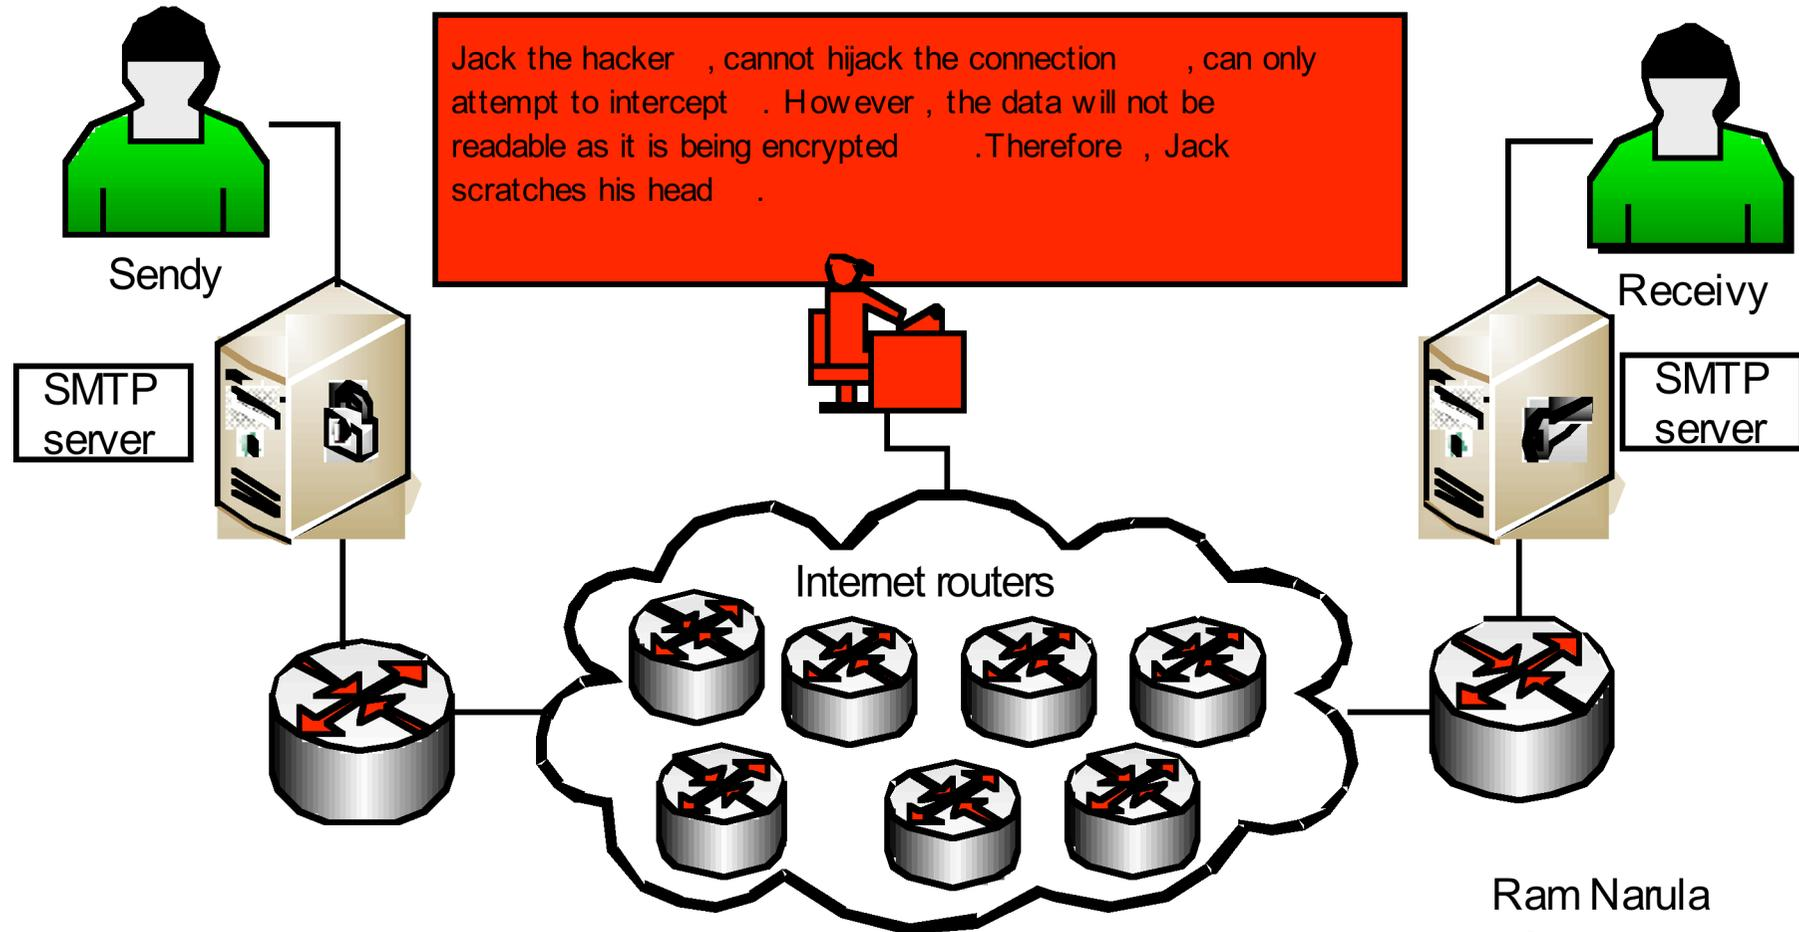 Jack the hacker , cannot hijack the connection , can only
attempt to intercept . However , the data will not be
readable as it is being encrypted .Therefore , Jack
scratches his head .
Sendy
Receivy
SMTP
server
SMTP
server
Internet routers
Ram Narula